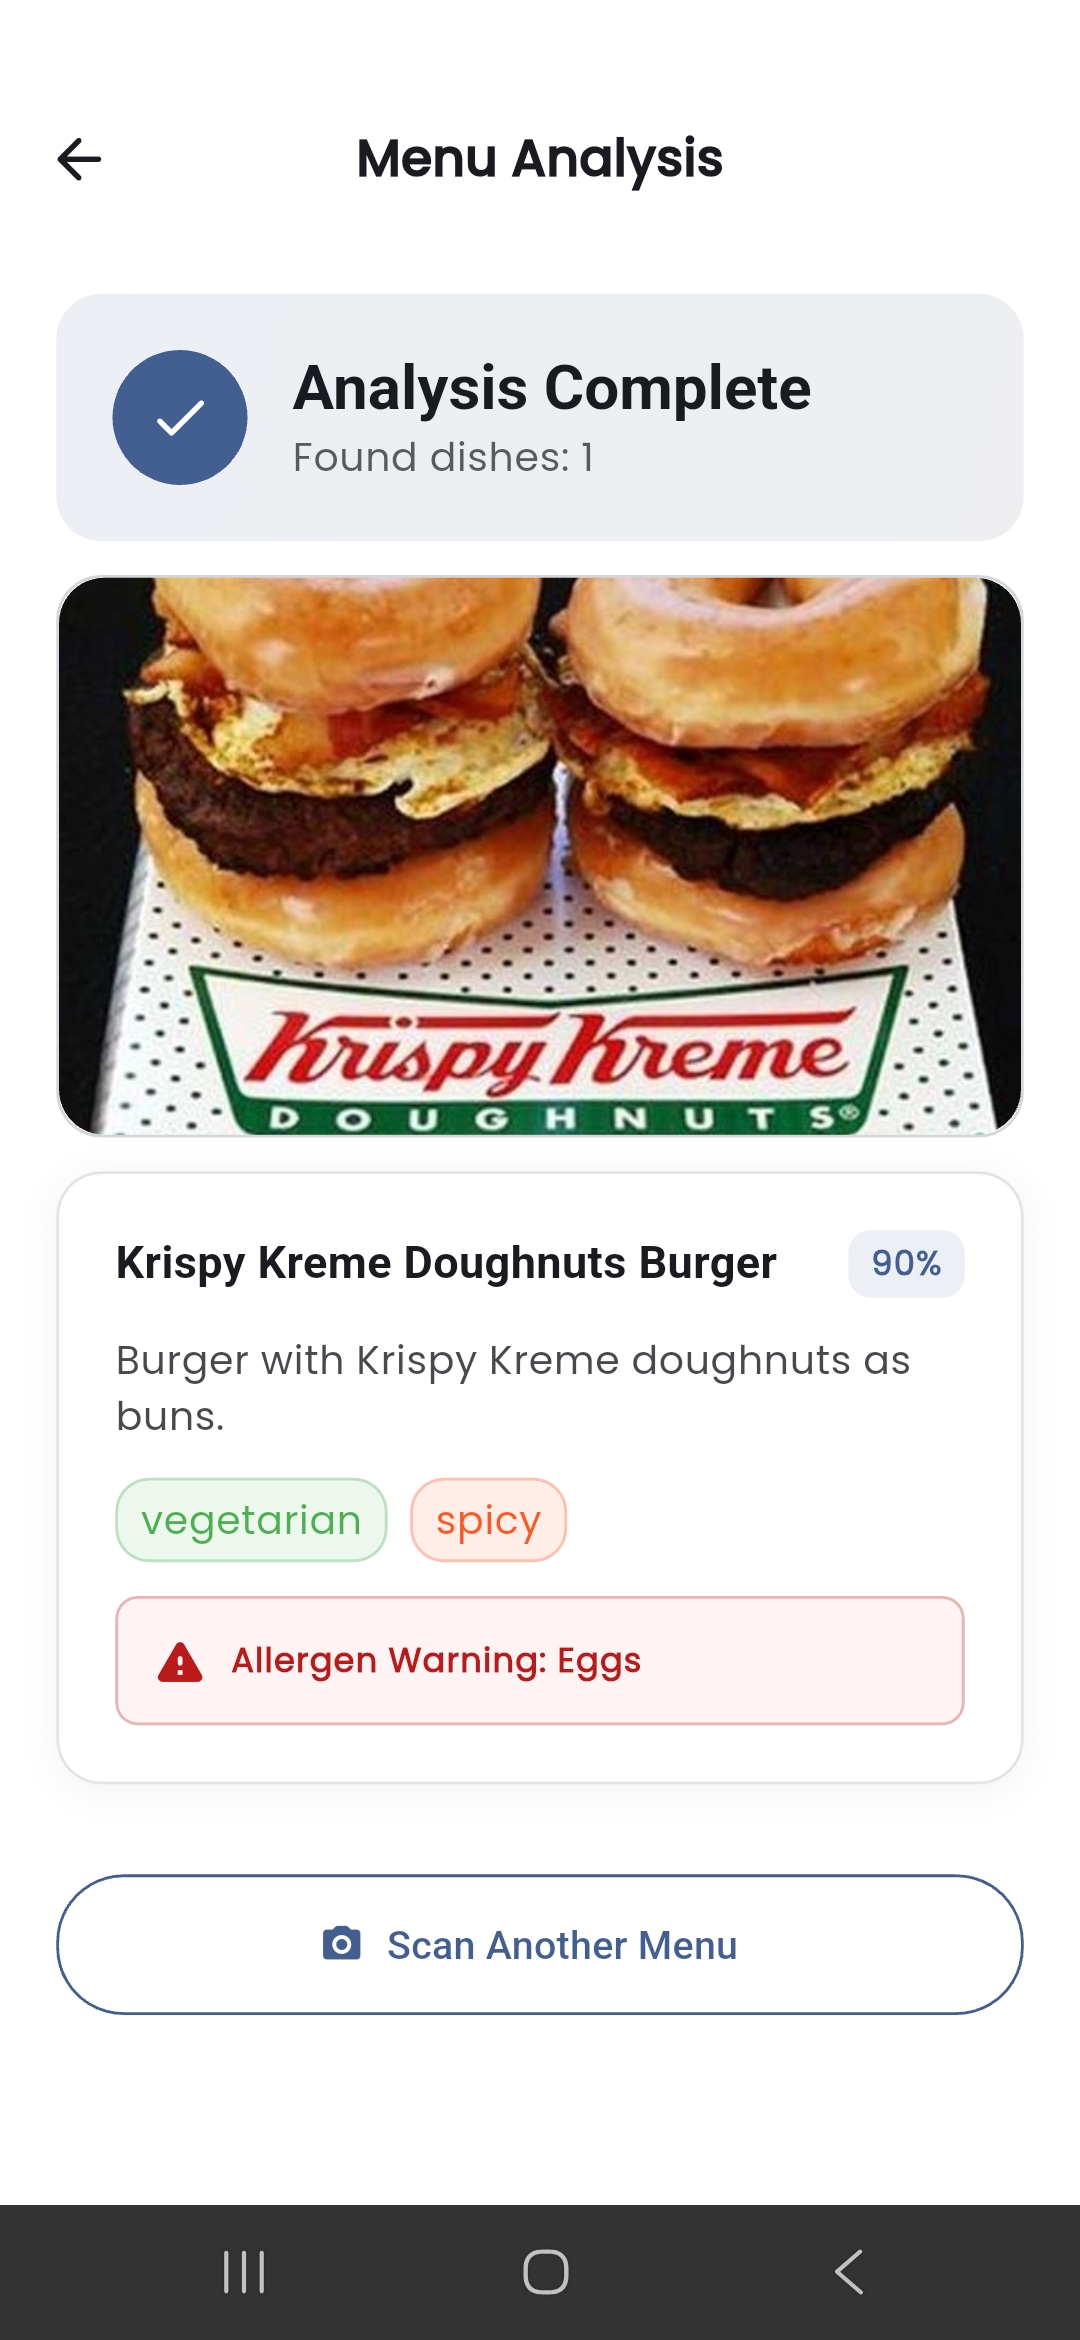 Menu Analysis
Analysis Complete
Found dishes: 1
Krispy Kreme
DOUGHNUTS®
Krispy Kreme Doughnuts Burger
90%
Burger with Krispy Kreme doughnuts as
buns.
vegetarian
spicy
Allergen Warning: Eggs
Scan Another Menu